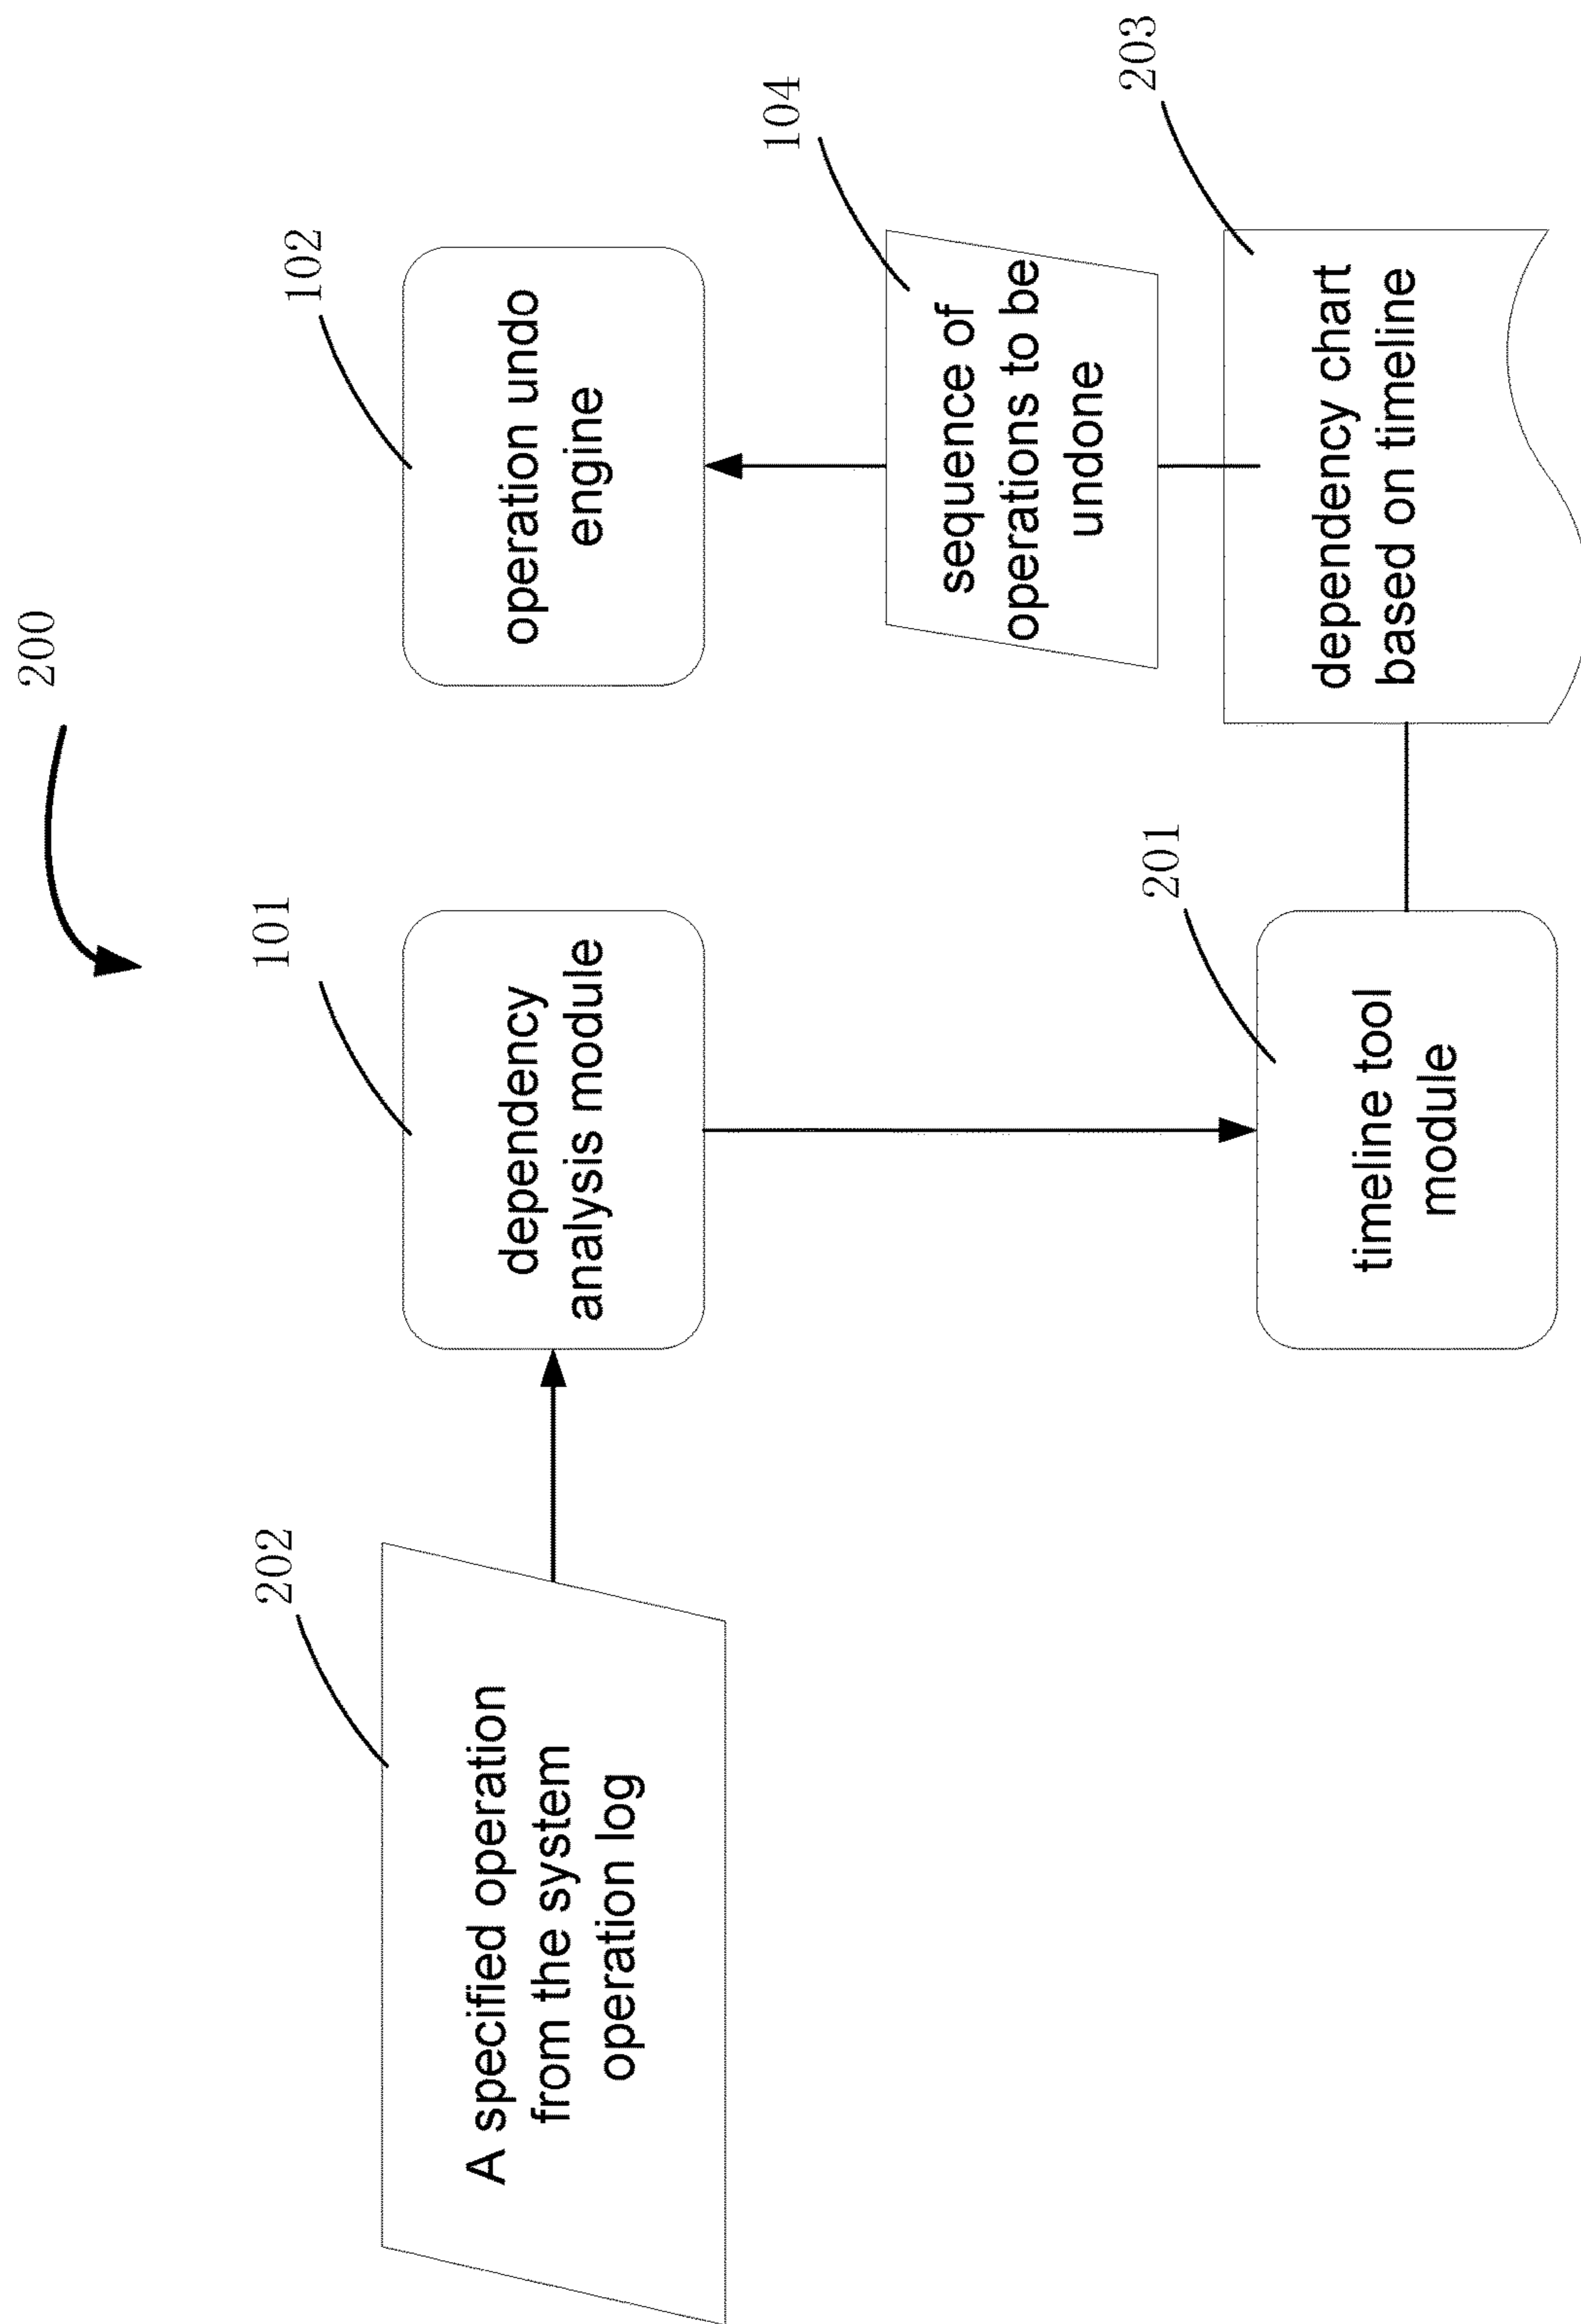 200
202
A specified operation
from the system
operation log
101
dependency
analysis module
102
operation undo
engine
104
sequence of
operations to be
undone
201
timeline tool
module
203
dependency chart
based on timeline